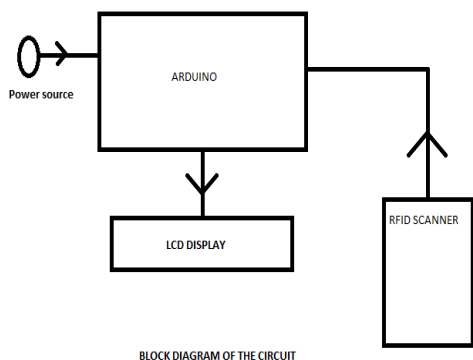 ARDUINO
Power source
RFID SCANNER
LCD DISPLAY
BLOCK DIAGRAM OF THE CIRCUIT